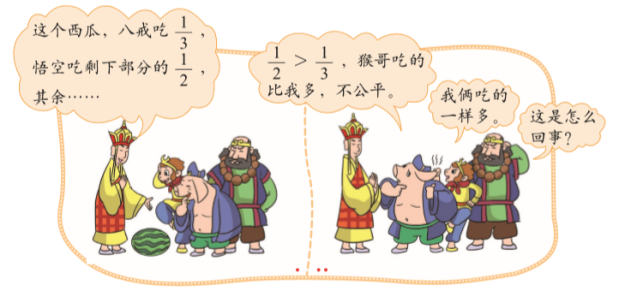 这个西瓜，八戒吃 1/3，
悟空吃剩下部分的 1/2，
其余……
1/2 > 1/3，猴哥吃的
比我多，不公平。
我俩吃的
一样多。
这是怎么
回事？